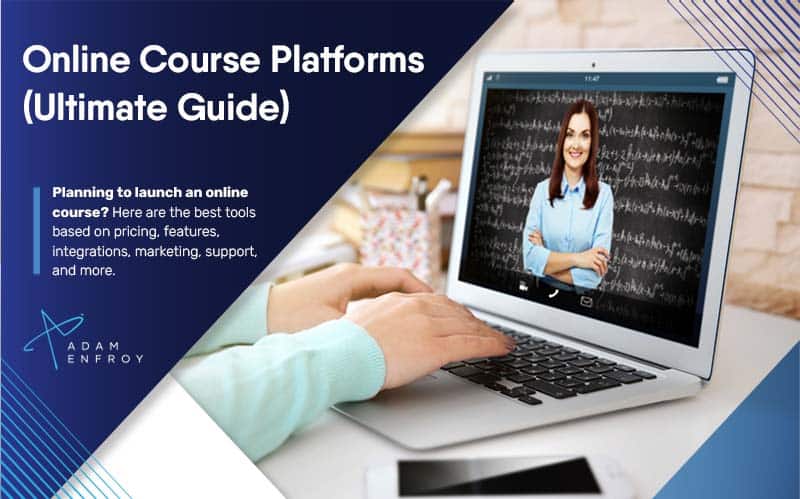 Online Course Platforms
(Ultimate Guide)
Planning to launch an online
course? Here are the best tools
based on pricing, features,
integrations, marketing, support,
and more.
ADAM
ENFROY
11:47